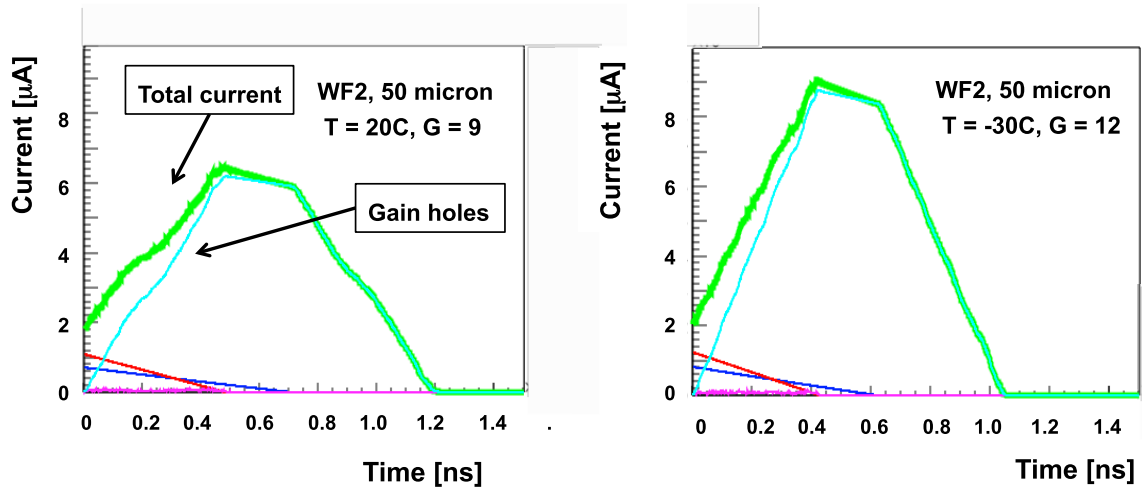 Current [μA]
8
6
4
2
0
Total current
WF2, 50 micron
T = 20C, G = 9
Gain holes
0 0.2 0.4 0.6 0.8 1.0 1.2 1.4 .
Time [ns]
Current [μA]
8
6
4
2
0
WF2, 50 micron
T = -30C, G = 12
0 0.2 0.4 0.6 0.8 1.0 1.2 1.4
Time [ns]